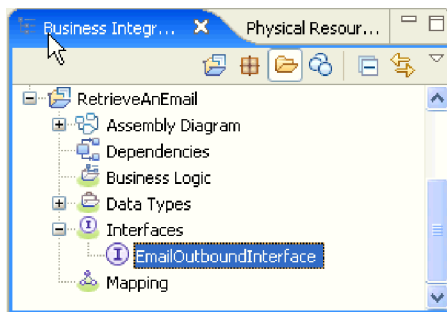 Business Integr... Physical Resour...
RetrieveAnEmail
Assembly Diagram
Dependencies
Business Logic
Data Types
Interfaces
EmailOutboundInterface
Mapping